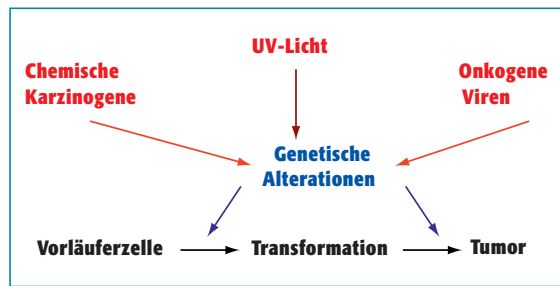 UV-Licht
Chemische
Karzinogene
Onkogene
Viren
Genetische
Alterationen
Vorläuferzelle
Transformation
Tumor